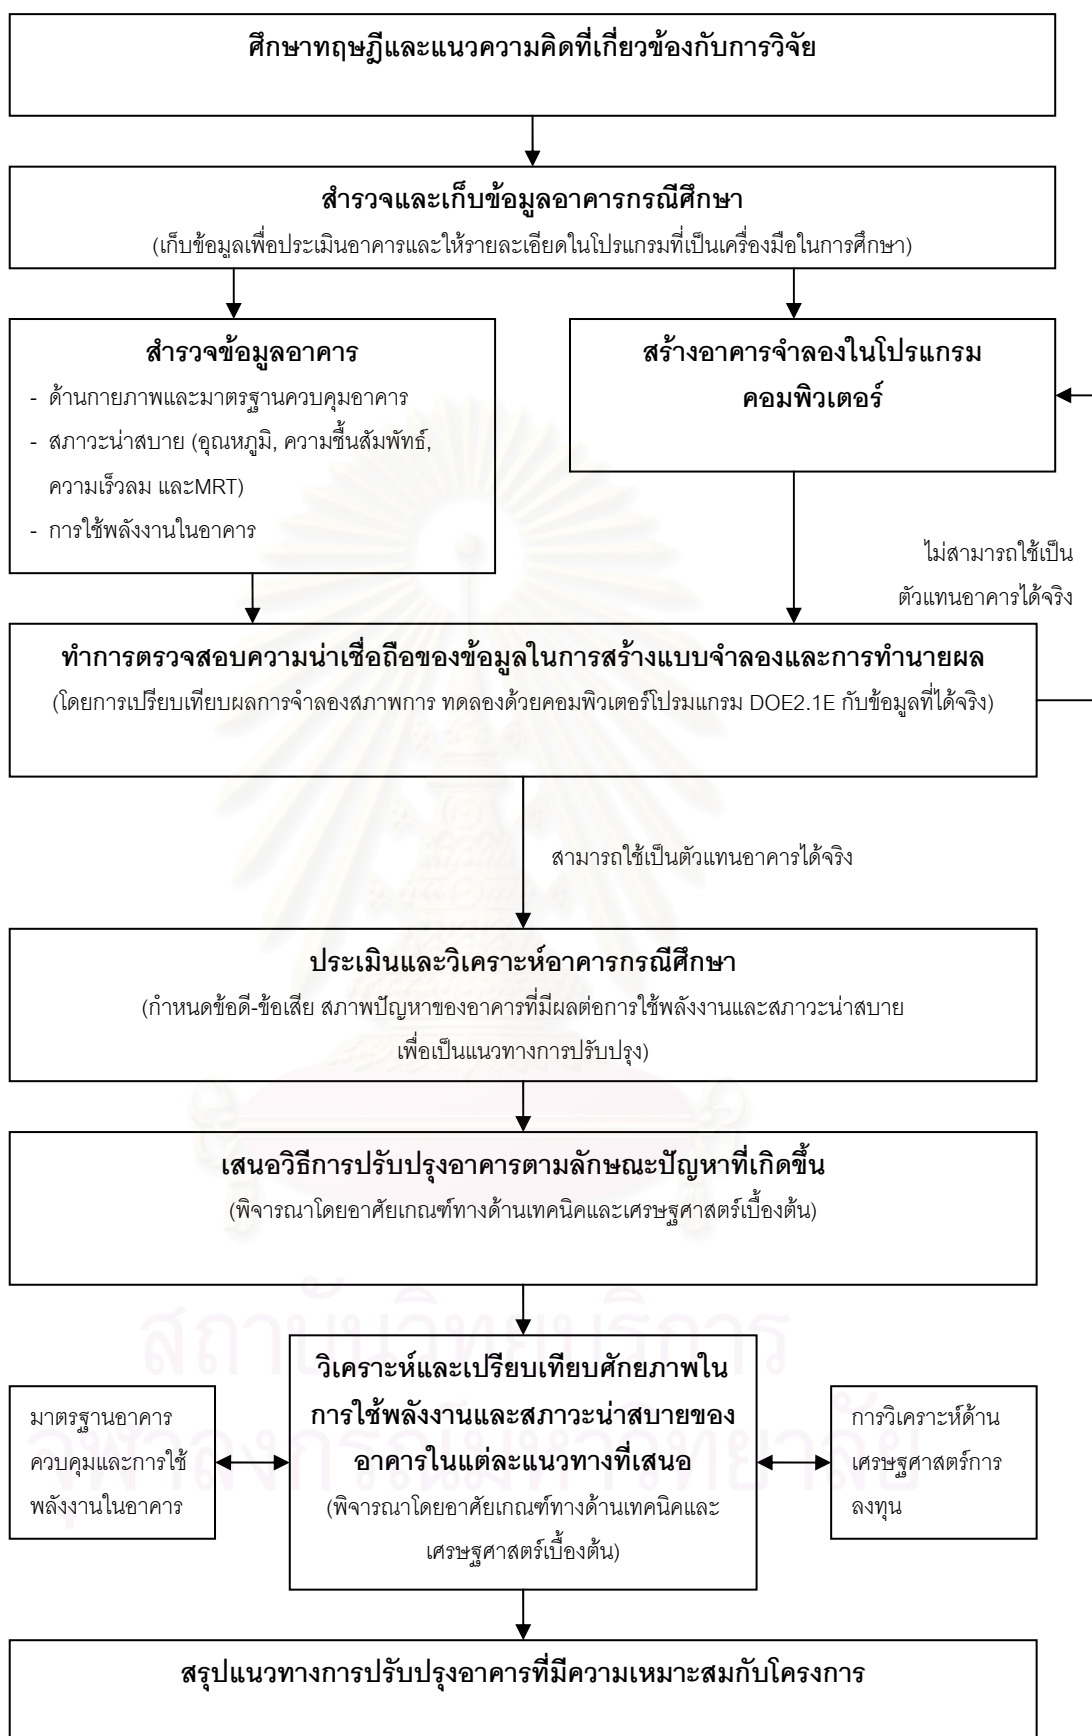 ศึกษาทฤษฎีและแนวความคิดที่เกี่ยวข้องกับการวิจัย
สำรวจและเก็บข้อมูลอาคารกรณีศึกษา
(เก็บข้อมูลเพื่อประเมินอาคารและให้รายละเอียดในโปรแกรมที่เป็นเครื่องมือในการศึกษา)
สำรวจข้อมูลอาคาร
- ด้านกายภาพและมาตรฐานควบคุมอาคาร
- สภาวะน่าสบาย (อุณหภูมิ, ความชื้นสัมพัทธ์,
ความเร็วลม และMRT)
- การใช้พลังงานในอาคาร
สร้างอาคารจำลองในโปรแกรม
คอมพิวเตอร์
ไม่สามารถใช้เป็น
ตัวแทนอาคารได้จริง
ทำการตรวจสอบความน่าเชื่อถือของข้อมูลในการสร้างแบบจำลองและการทำนายผล
(โดยการเปรียบเทียบผลการจำลองสภาพการ ทดลองด้วยคอมพิวเตอร์โปรมแกรม DOE2.1E กับข้อมูลที่ได้จริง)
สามารถใช้เป็นตัวแทนอาคารได้จริง
ประเมินและวิเคราะห์อาคารกรณีศึกษา
(กำหนดข้อดี-ข้อเสีย สภาพปัญหาของอาคารที่มีผลต่อการใช้พลังงานและสภาวะน่าสบาย
เพื่อเป็นแนวทางการปรับปรุง)
เสนอวิธีการปรับปรุงอาคารตามลักษณะปัญหาที่เกิดขึ้น
(พิจารณาโดยอาศัยเกณฑ์ทางด้านเทคนิคและเศรษฐศาสตร์เบื้องต้น)
สถาบันวิทยบริการ
จุฬาลงกรณ์มหาวิทยาลัย
มาตรฐานอาคาร
ควบคุมและการใช้
พลังงานในอาคาร
วิเคราะห์และเปรียบเทียบศักยภาพใน
การใช้พลังงานและสภาวะน่าสบายของ
อาคารในแต่ละแนวทางที่เสนอ
(พิจารณาโดยอาศัยเกณฑ์ทางด้านเทคนิคและ
เศรษฐศาสตร์เบื้องต้น)
การวิเคราะห์ด้าน
เศรษฐศาสตร์การ
ลงทุน
สรุปแนวทางการปรับปรุงอาคารที่มีความเหมาะสมกับโครงการ